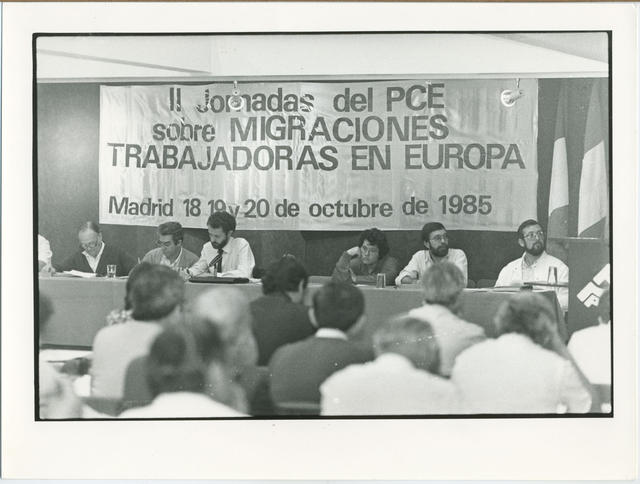 II Jornadas del PCE
sobre MIGRACIONES
TRABAJADORAS EN EUROPA
Madrid 18 19 y 20 de octubre de 1985